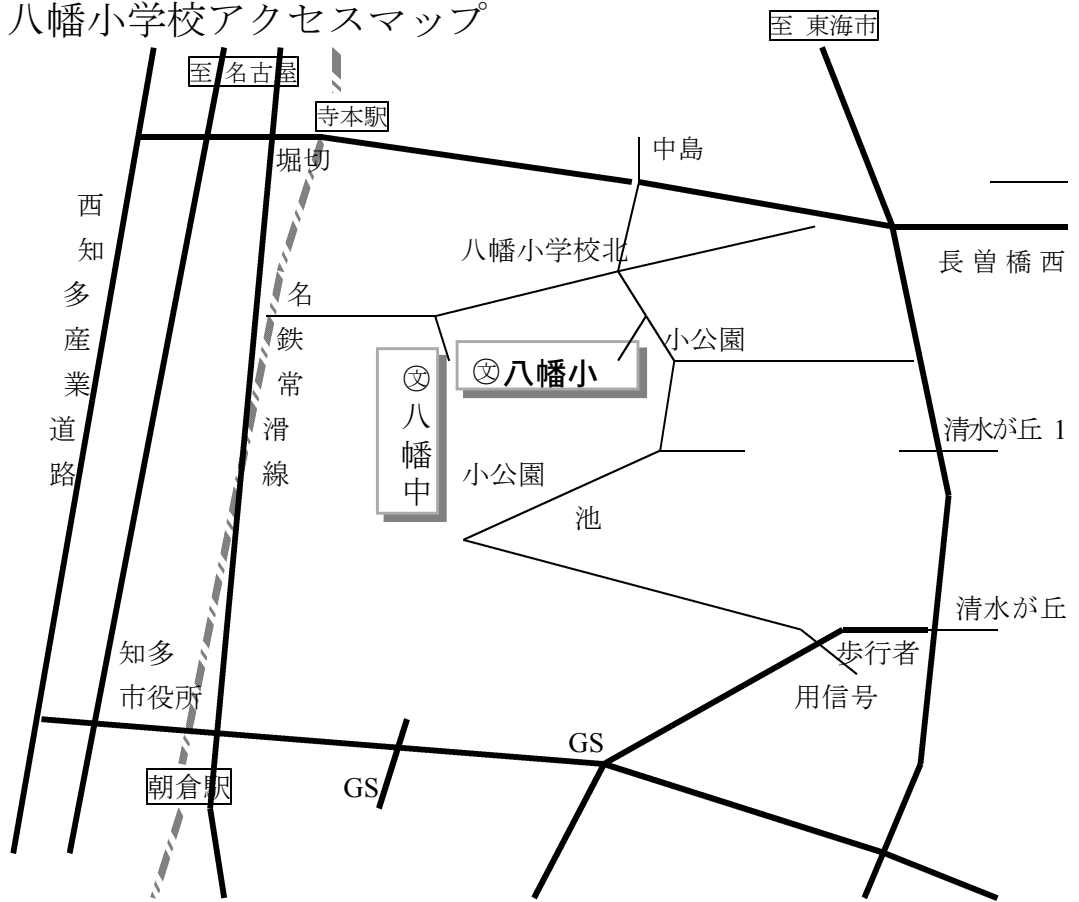 八幡小学校アクセスマップ
至 東海市
至 名古屋
寺本駅
堀切
中島
西知多産業道路
八幡小学校北
長曽橋西
名鉄常滑線
小公園
㊫八幡小
㊫八幡中
清水が丘 1
小公園
池
清水が丘
知多
市役所
歩行者
用信号
GS
朝倉駅
GS